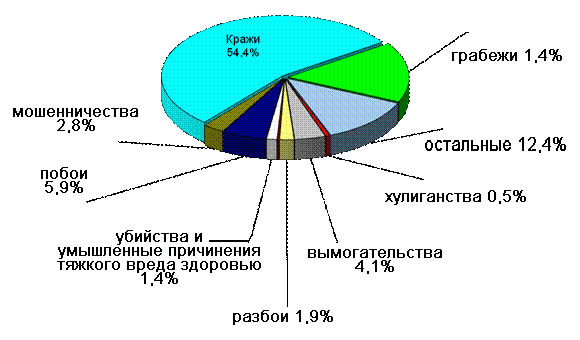 Кражи
54.4%
грабежи 1,4%
остальные 12,4%
хулиганства 0,5%
вымогательства
4,1%
разбои 1,9%
убийства и
умышленные причинения
тяжкого вреда здоровью
1,4%
побои
5,9%
мошенничества
2,8%